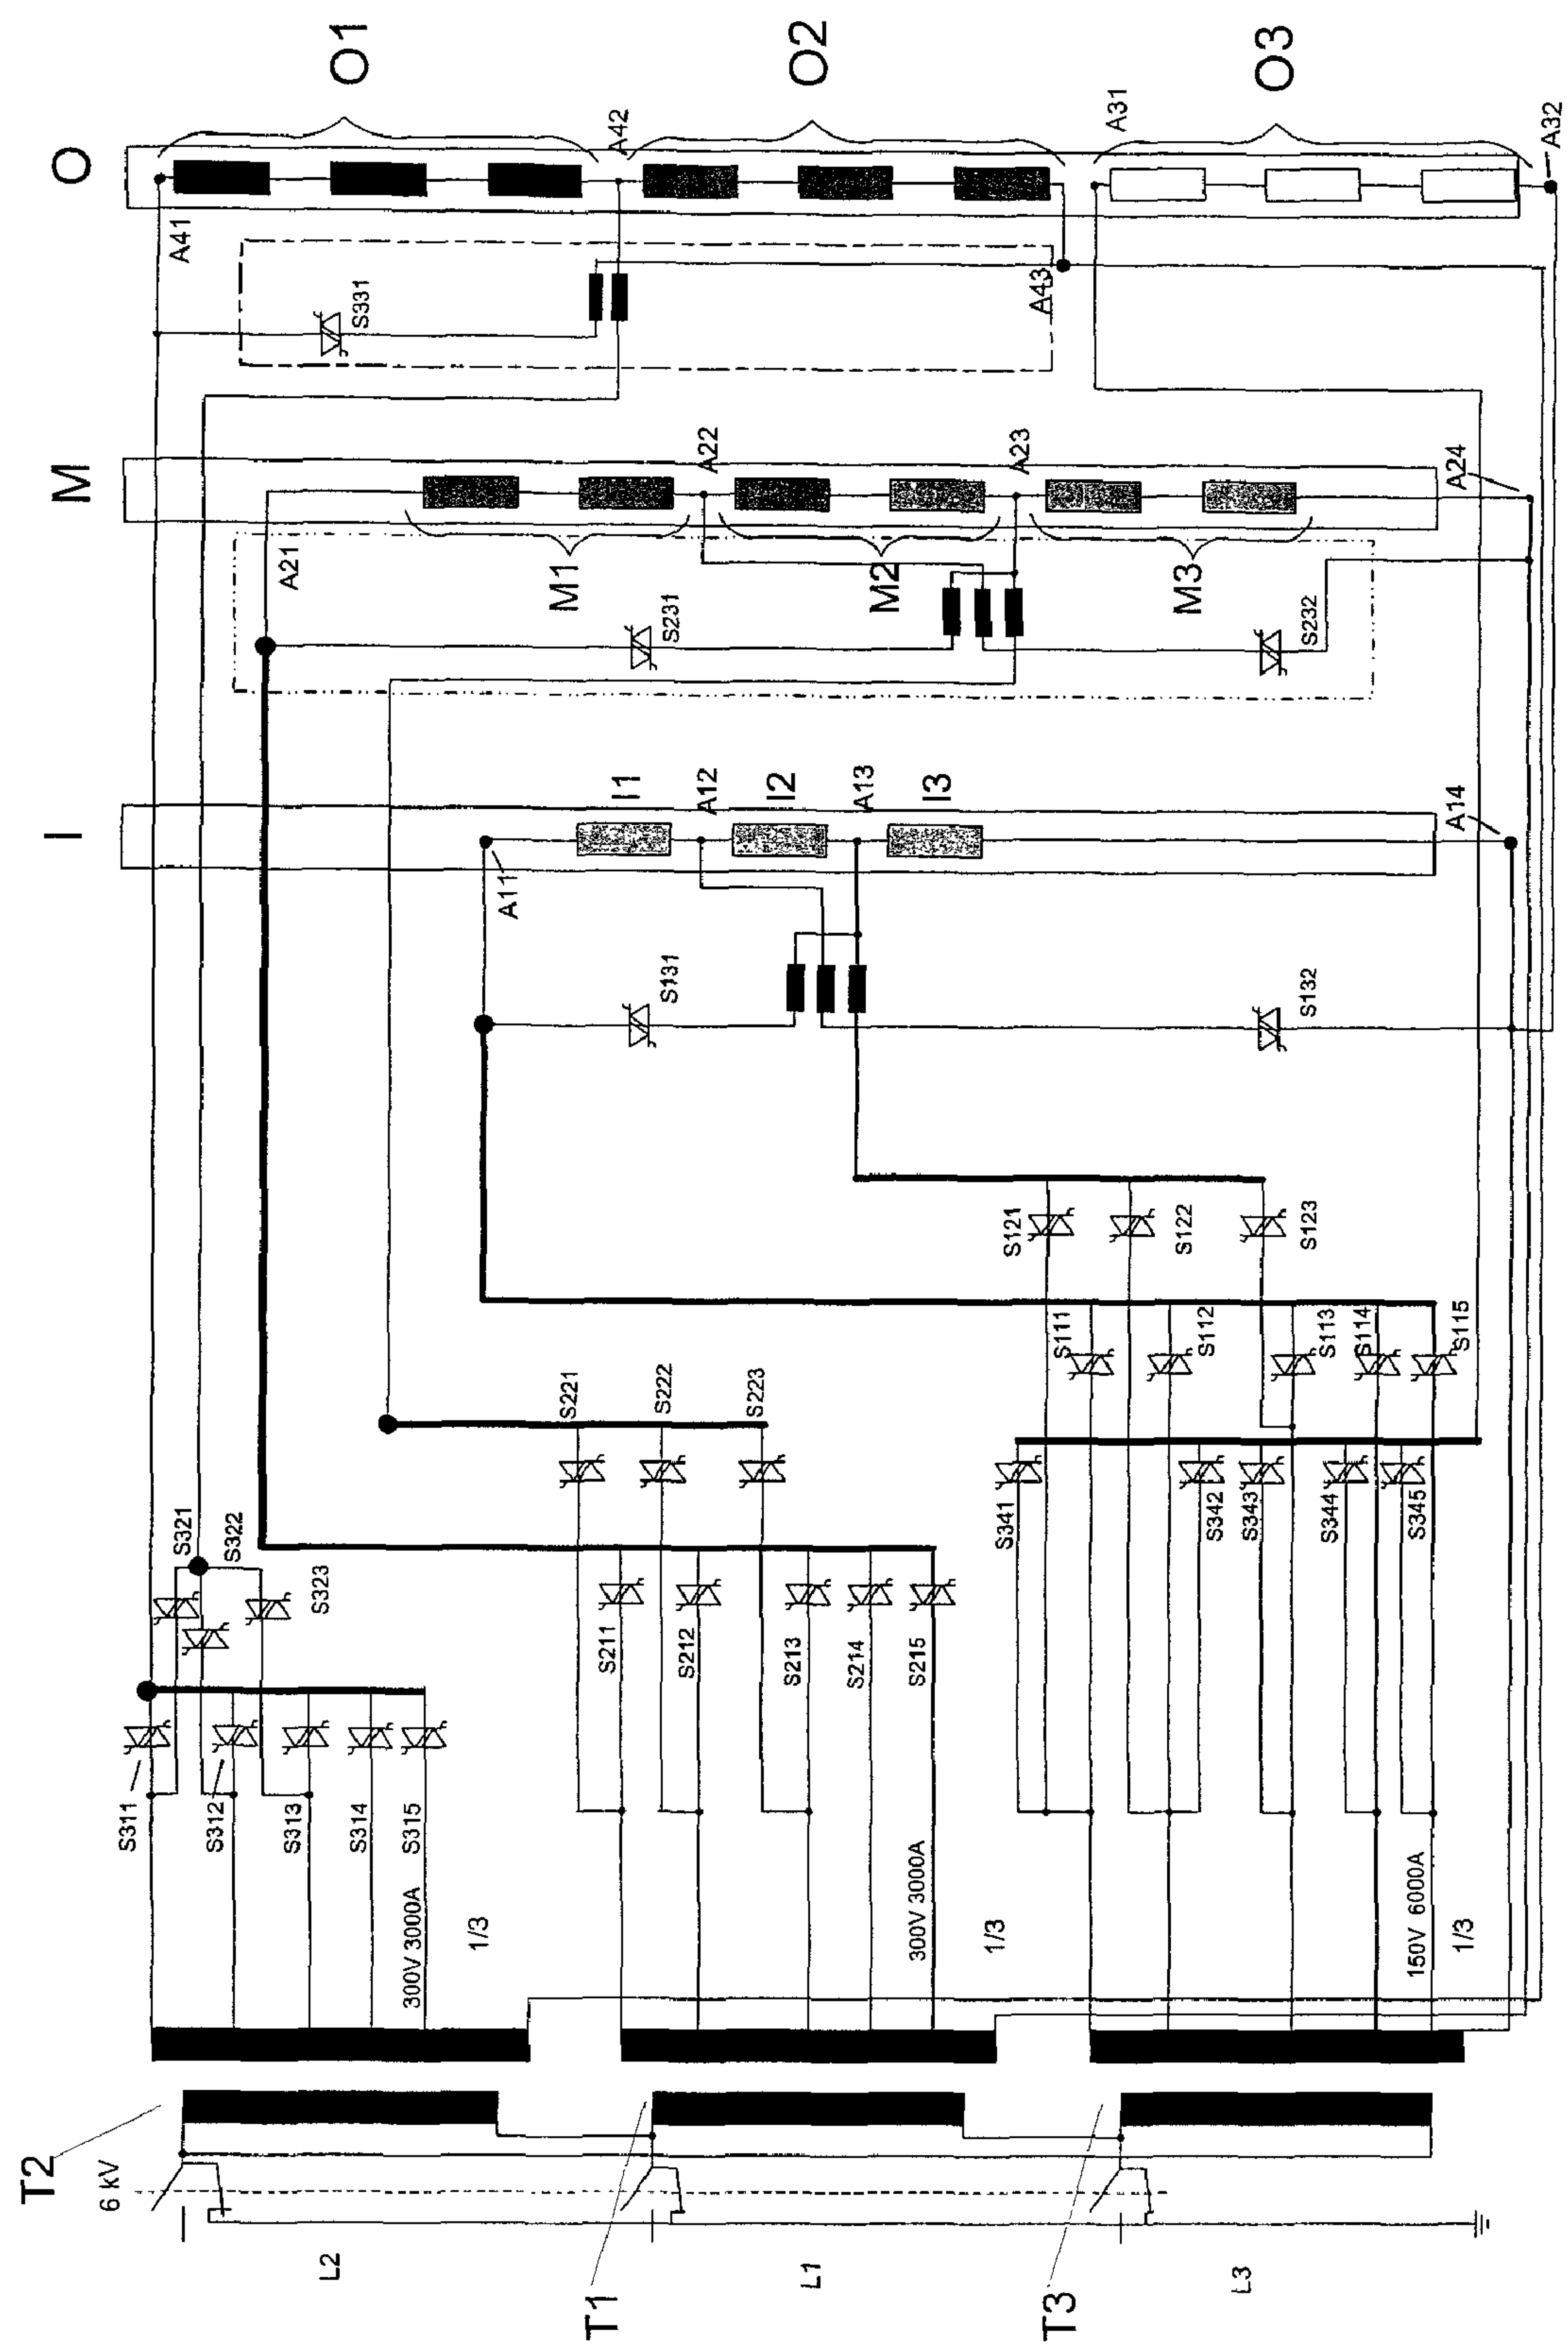 O
M
I
O1
O2
O3
A41
A42
A43
A31
A32
S331
A21
A22
A23
A24
M1
M2
M3
S231
S232
A11
A12
A13
A14
I1
I2
I3
S131
S132
S121
S122
S123
S111
S112
S113
S114
S115
S221
S222
S223
S341
S342
S343
S344
S345
S321
S322
S323
S211
S212
S213
S214
S215
S311
S312
S313
S314
S315
300V 3000A
1/3
300V 3000A
1/3
150V 6000A
1/3
T2
6 kV
T1
T3
L2
L1
L3